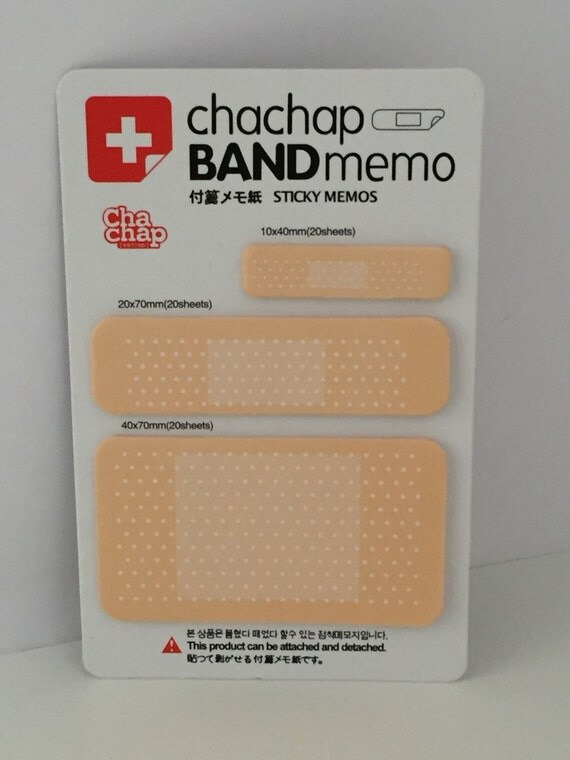 chachap
BANDmemo
付箋メモ紙 STICKY MEMOS
Cha
chap
10x40mm(20sheets)
20x70mm(20sheets)
40x70mm(20sheets)
본 상품은 붙혔다 떼었다 할수 있는 점착메모지입니다.
This product can be attached and detached.
貼つて剥がせる付箋メモ紙です。